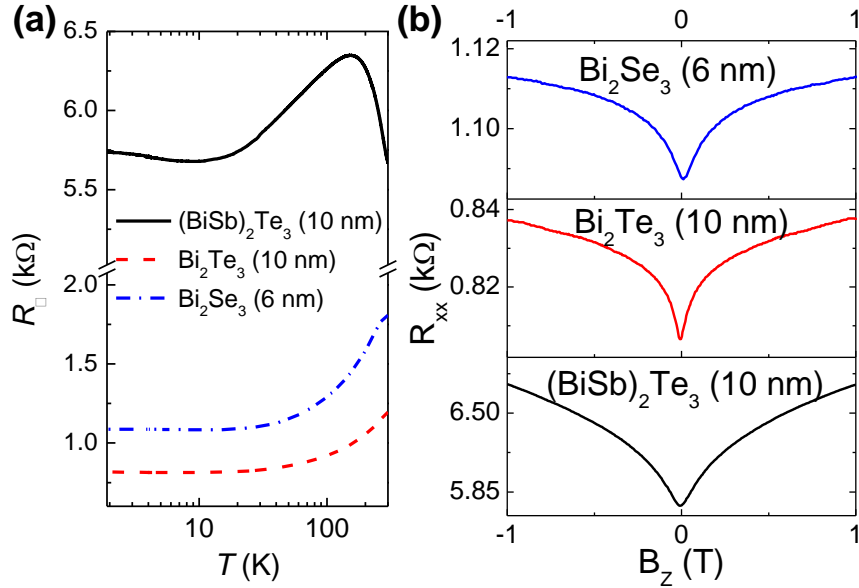 (a)
6.5
6.0
5.5
2.0
1.5
1.0
R□ (kΩ)
(BiSb)₂Te₃ (10 nm)
Bi₂Te₃ (10 nm)
Bi₂Se₃ (6 nm)
10
100
T (K)
(b)
-1
0
1
1.12
1.10
Bi₂Se₃ (6 nm)
0.84
0.82
Bi₂Te₃ (10 nm)
Rxx (kΩ)
6.50
5.85
(BiSb)₂Te₃ (10 nm)
-1
0
1
BZ (T)